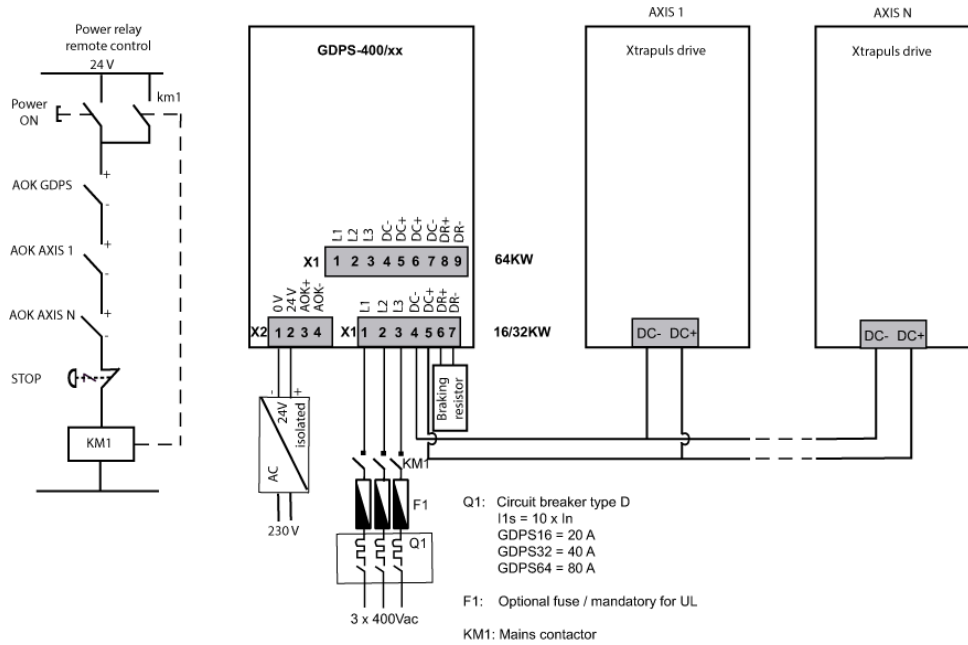 Power relay
remote control
24 V
km1
Power
ON
+
AOK GDPS
-
+
AOK AXIS 1
-
+
AOK AXIS N
-
STOP
KM1
GDPS-400/xx
L1
L2
L3
DC-
DC+
DC+
DC-
DR+
DR-
X1 1 2 3 4 5 6 7 8 9 64KW
0 V
24 V
AOK+
AOK-
X2 1 2 3 4
L1
L2
L3
DC-
DC+
DR+
DR-
X1 1 2 3 4 5 6 7 16/32KW
- +
24V
isolated
AC
230 V
Braking
resistor
KM1
F1
Q1
3 x 400Vac
AXIS 1
Xtrapuls drive
DC- DC+
AXIS N
Xtrapuls drive
DC- DC+
Q1: Circuit breaker type D
I1s = 10 x In
GDPS16 = 20 A
GDPS32 = 40 A
GDPS64 = 80 A
F1: Optional fuse / mandatory for UL
KM1: Mains contactor